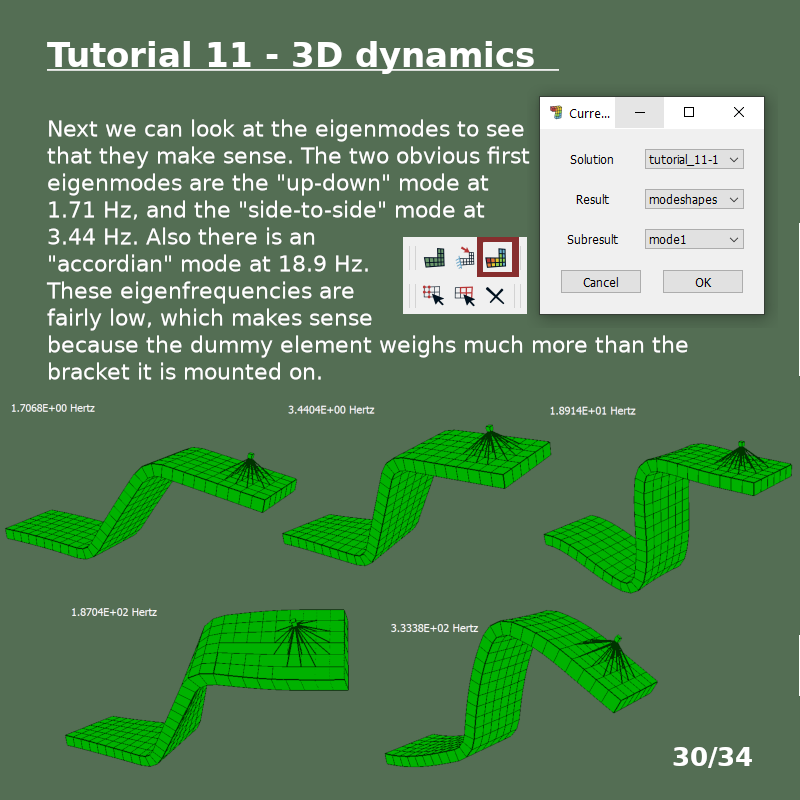 Tutorial 11 - 3D dynamics
Next we can look at the eigenmodes to see
that they make sense. The two obvious first
eigenmodes are the "up-down" mode at
1.71 Hz, and the "side-to-side" mode at
3.44 Hz. Also there is an
"accordian" mode at 18.9 Hz.
These eigenfrequencies are
fairly low, which makes sense
because the dummy element weighs much more than the
bracket it is mounted on.
Curre...
Solution
tutorial_11-1
Result
modeshapes
Subresult
mode1
Cancel
OK
1.7068E+00 Hertz
3.4404E+00 Hertz
1.8914E+01 Hertz
1.8704E+02 Hertz
3.3338E+02 Hertz
30/34